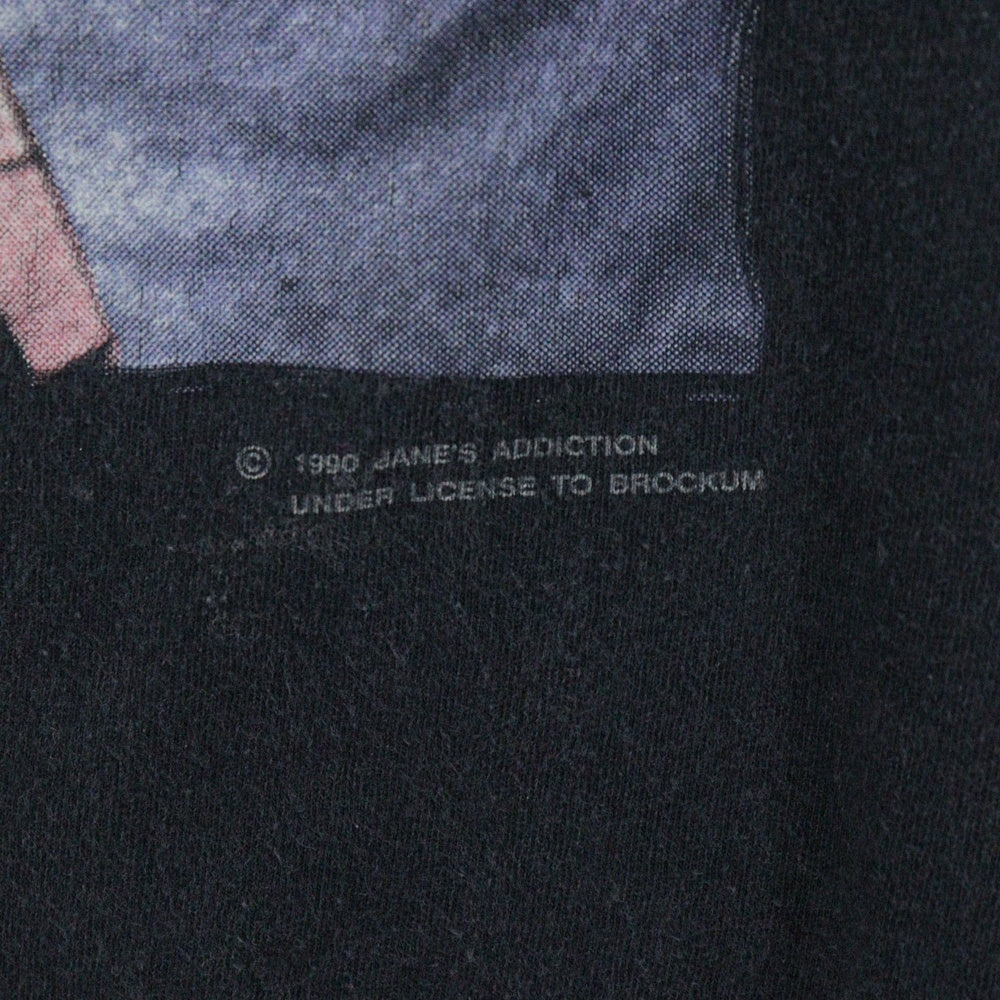 © 1990 JANE'S ADDICTION
UNDER LICENSE TO BROCKUM